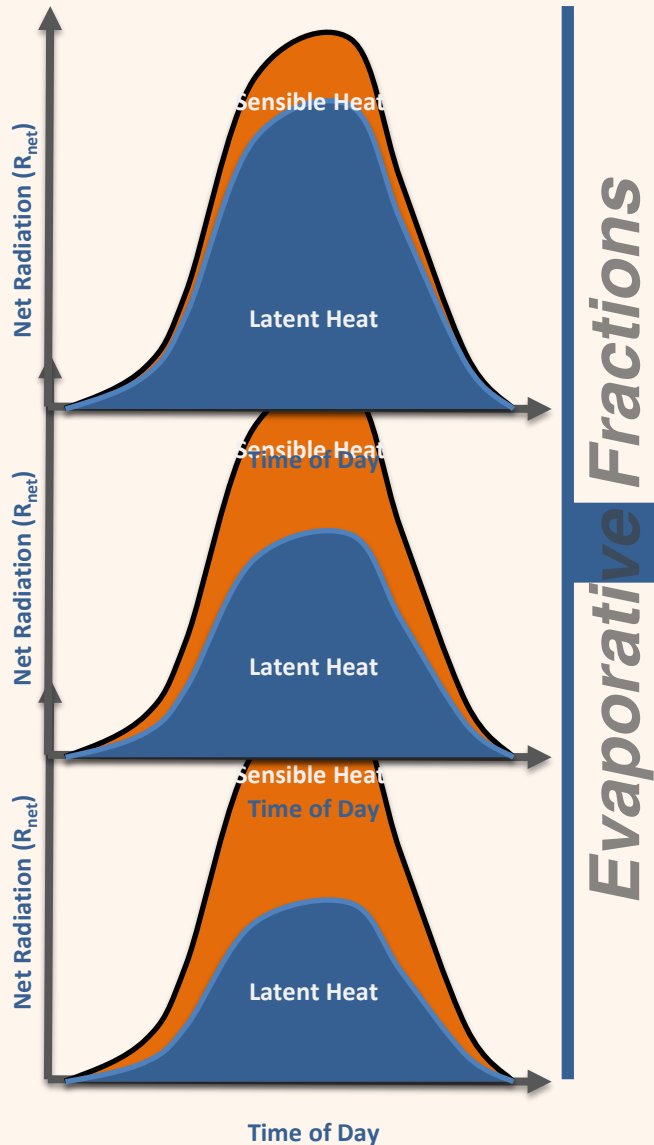 Net Radiation (Rnet)
Sensible Heat
Latent Heat
Time of Day
Net Radiation (Rnet)
Sensible Heat
Latent Heat
Time of Day
Net Radiation (Rnet)
Sensible Heat
Latent Heat
Time of Day
Evaporative Fractions